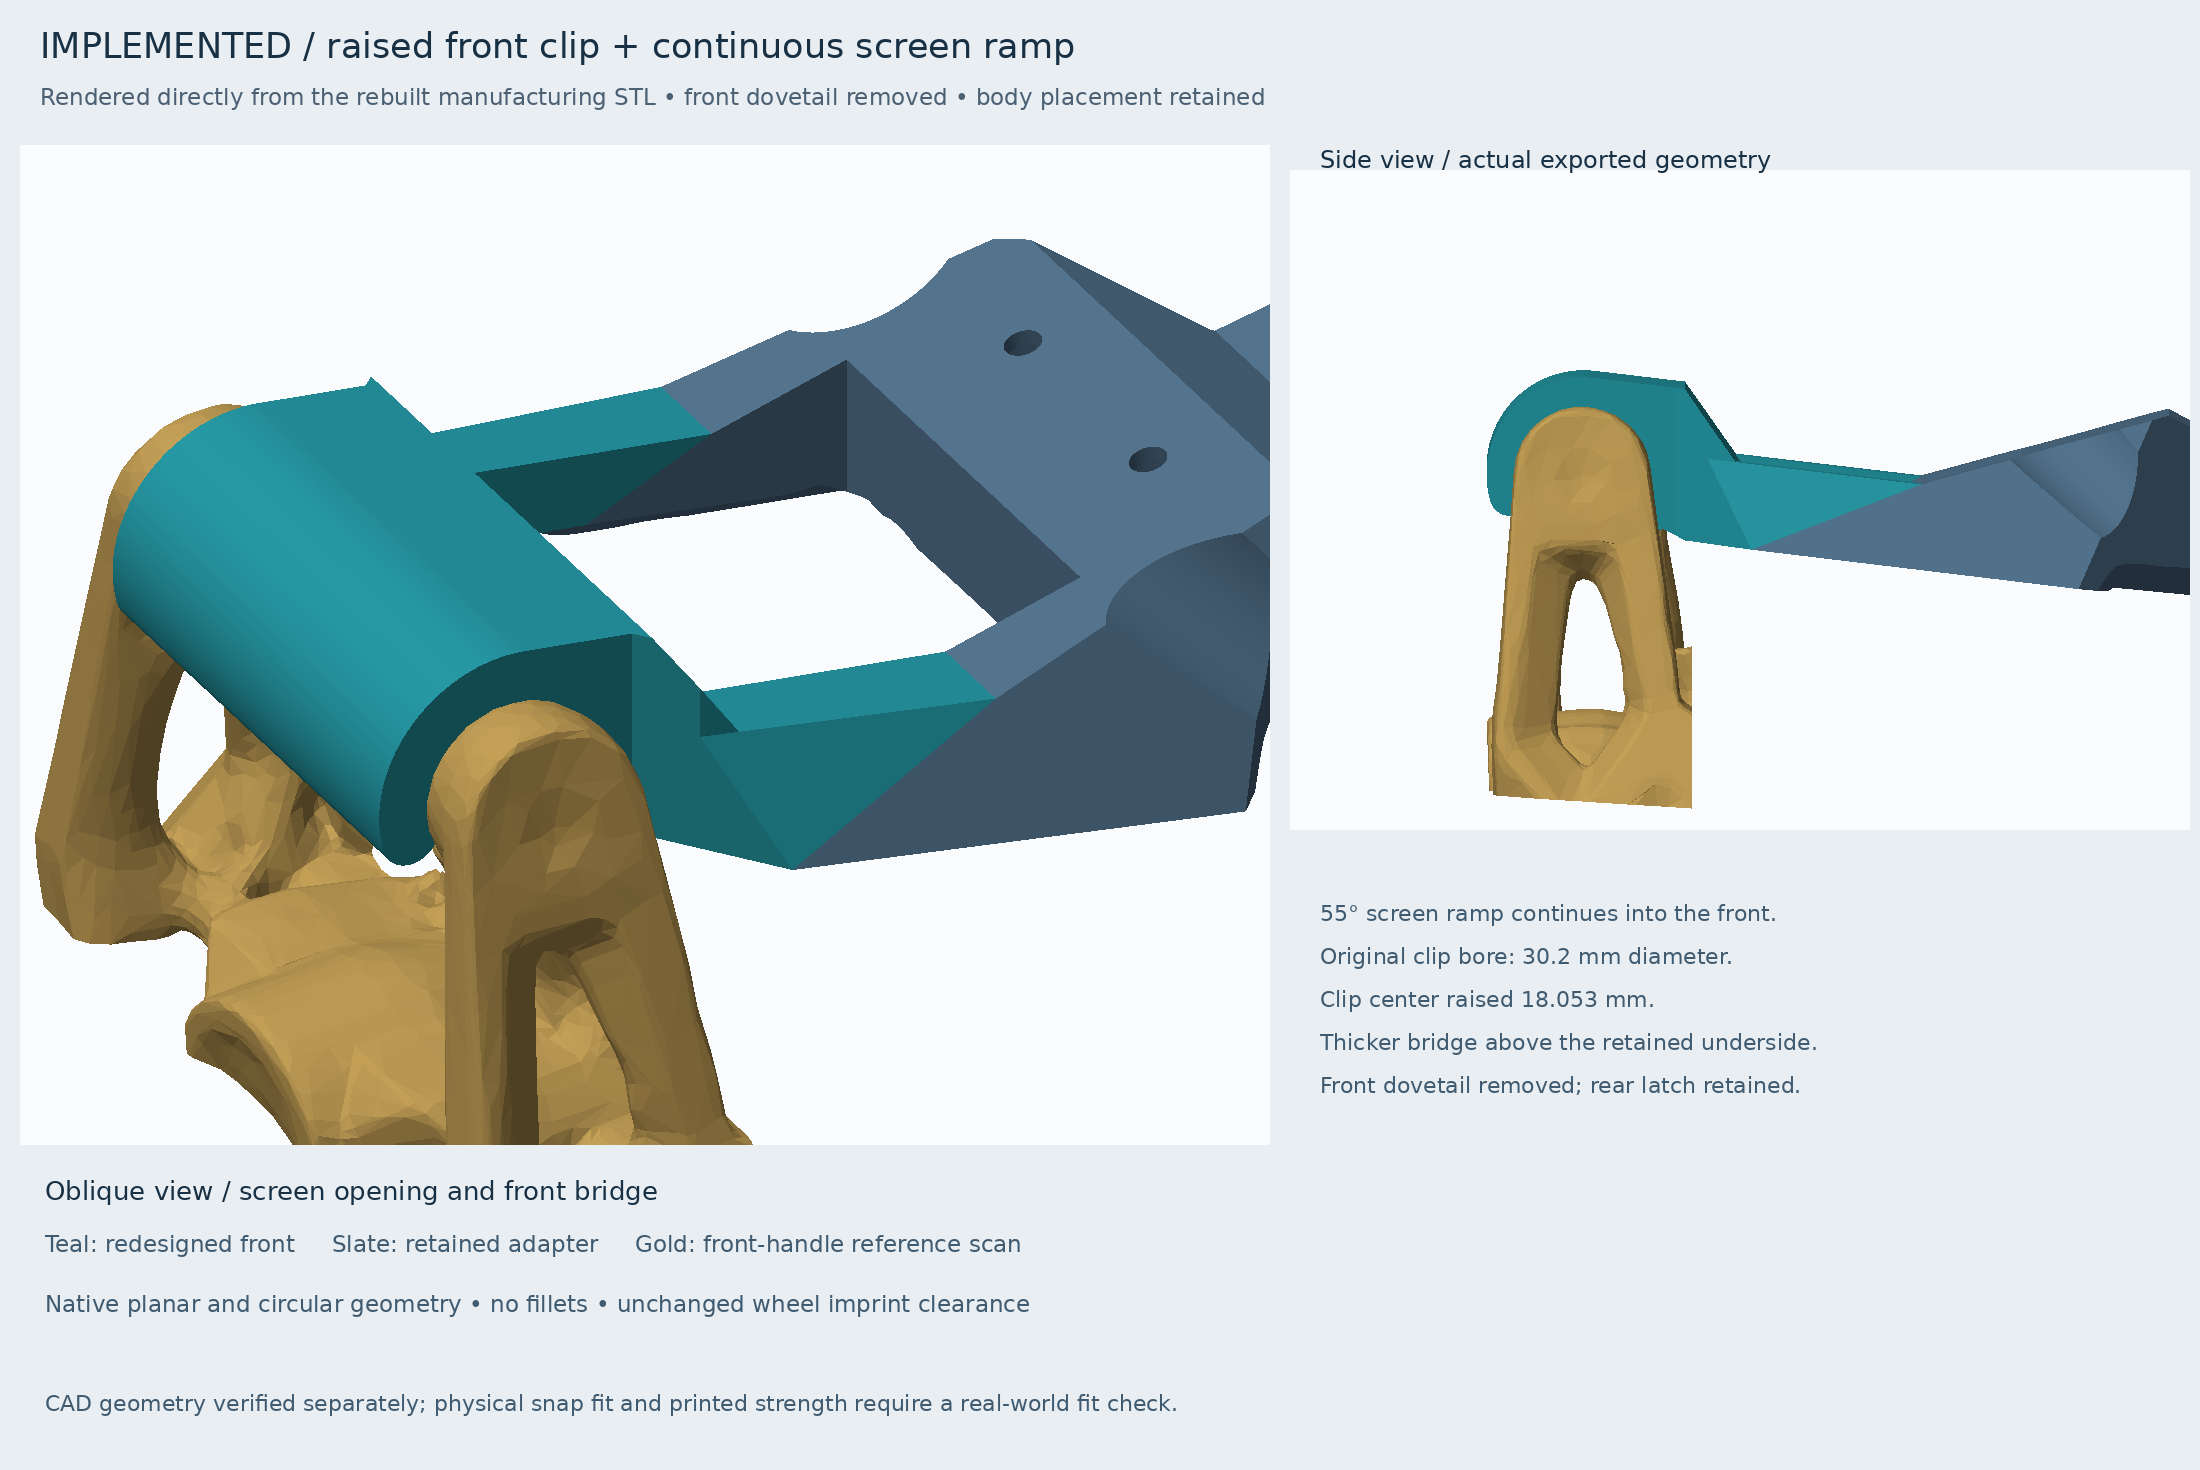 IMPLEMENTED / raised front clip + continuous screen ramp
Rendered directly from the rebuilt manufacturing STL • front dovetail removed • body placement retained
Side view / actual exported geometry
55° screen ramp continues into the front.
Original clip bore: 30.2 mm diameter.
Clip center raised 18.053 mm.
Thicker bridge above the retained underside.
Front dovetail removed; rear latch retained.
Oblique view / screen opening and front bridge
Teal: redesigned front     Slate: retained adapter     Gold: front-handle reference scan
Native planar and circular geometry • no fillets • unchanged wheel imprint clearance
CAD geometry verified separately; physical snap fit and printed strength require a real-world fit check.